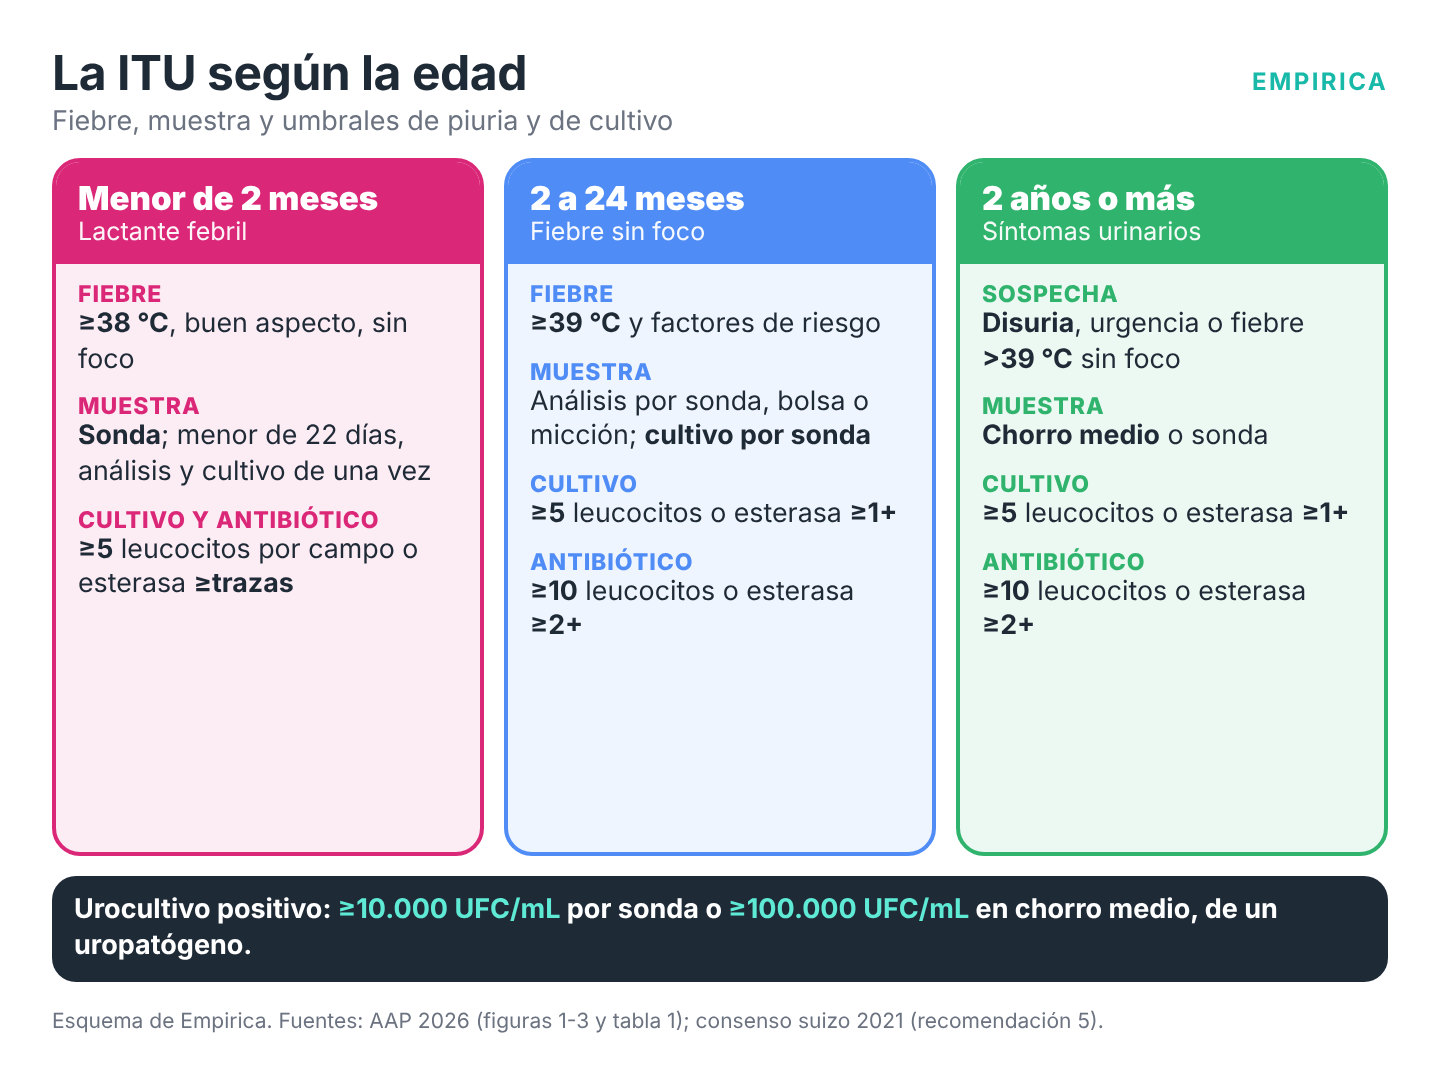 La ITU según la edad
EMPIRICA
Fiebre, muestra y umbrales de piuria y de cultivo
Menor de 2 meses
Lactante febril
FIEBRE
≥38 °C, buen aspecto, sin
foco
MUESTRA
Sonda; menor de 22 días,
análisis y cultivo de una vez
CULTIVO Y ANTIBIÓTICO
≥5 leucocitos por campo o
esterasa ≥trazas
2 a 24 meses
Fiebre sin foco
FIEBRE
≥39 °C y factores de riesgo
MUESTRA
Análisis por sonda, bolsa o
micción; cultivo por sonda
CULTIVO
≥5 leucocitos o esterasa ≥1+
ANTIBIÓTICO
≥10 leucocitos o esterasa
≥2+
2 años o más
Síntomas urinarios
SOSPECHA
Disuria, urgencia o fiebre
>39 °C sin foco
MUESTRA
Chorro medio o sonda
CULTIVO
≥5 leucocitos o esterasa ≥1+
ANTIBIÓTICO
≥10 leucocitos o esterasa
≥2+
Urocultivo positivo: ≥10.000 UFC/mL por sonda o ≥100.000 UFC/mL en chorro medio, de un
uropatógeno.
Esquema de Empirica. Fuentes: AAP 2026 (figuras 1-3 y tabla 1); consenso suizo 2021 (recomendación 5).